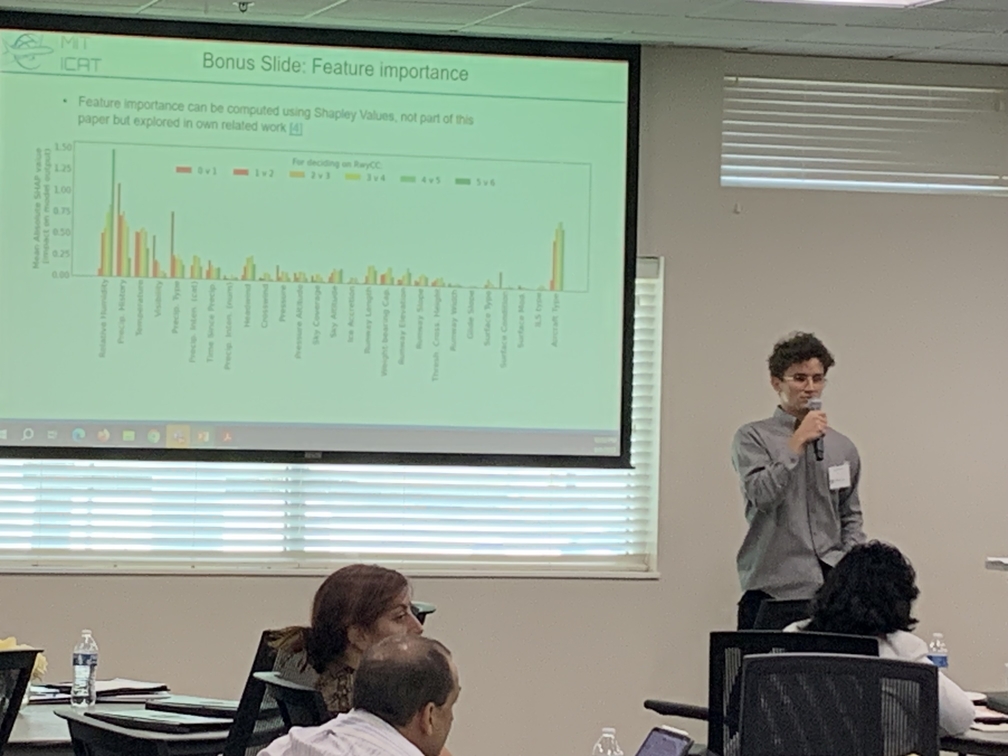 MIT
ICAT
Bonus Slide: Feature importance
• Feature importance can be computed using Shapley Values, not part of this
paper but explored in own related work [4]
Mean Absolute SHAP value
(impact on model output)
1.50
1.25
1.00
0.75
0.50
0.25
0.00
For deciding on RwyCC:
0 v 1
1 v 2
2 v 3
3 v 4
4 v 5
5 v 6
Relative Humidity
Precip. History
Temperature
Visibility
Precip. Type
Precip. Inten. (cat)
Time Since Precip.
Precip. Inten. (num)
Headwind
Crosswind
Pressure
Pressure Altitude
Sky Coverage
Sky Altitude
Ice Accretion
Runway Length
Weight-bearing Cap.
Runway Elevation
Runway Slope
Thresh. Cross. Height
Runway Width
Glide Slope
Surface Type
Surface Condition
Surface Mod.
ILS type
Aircraft Type